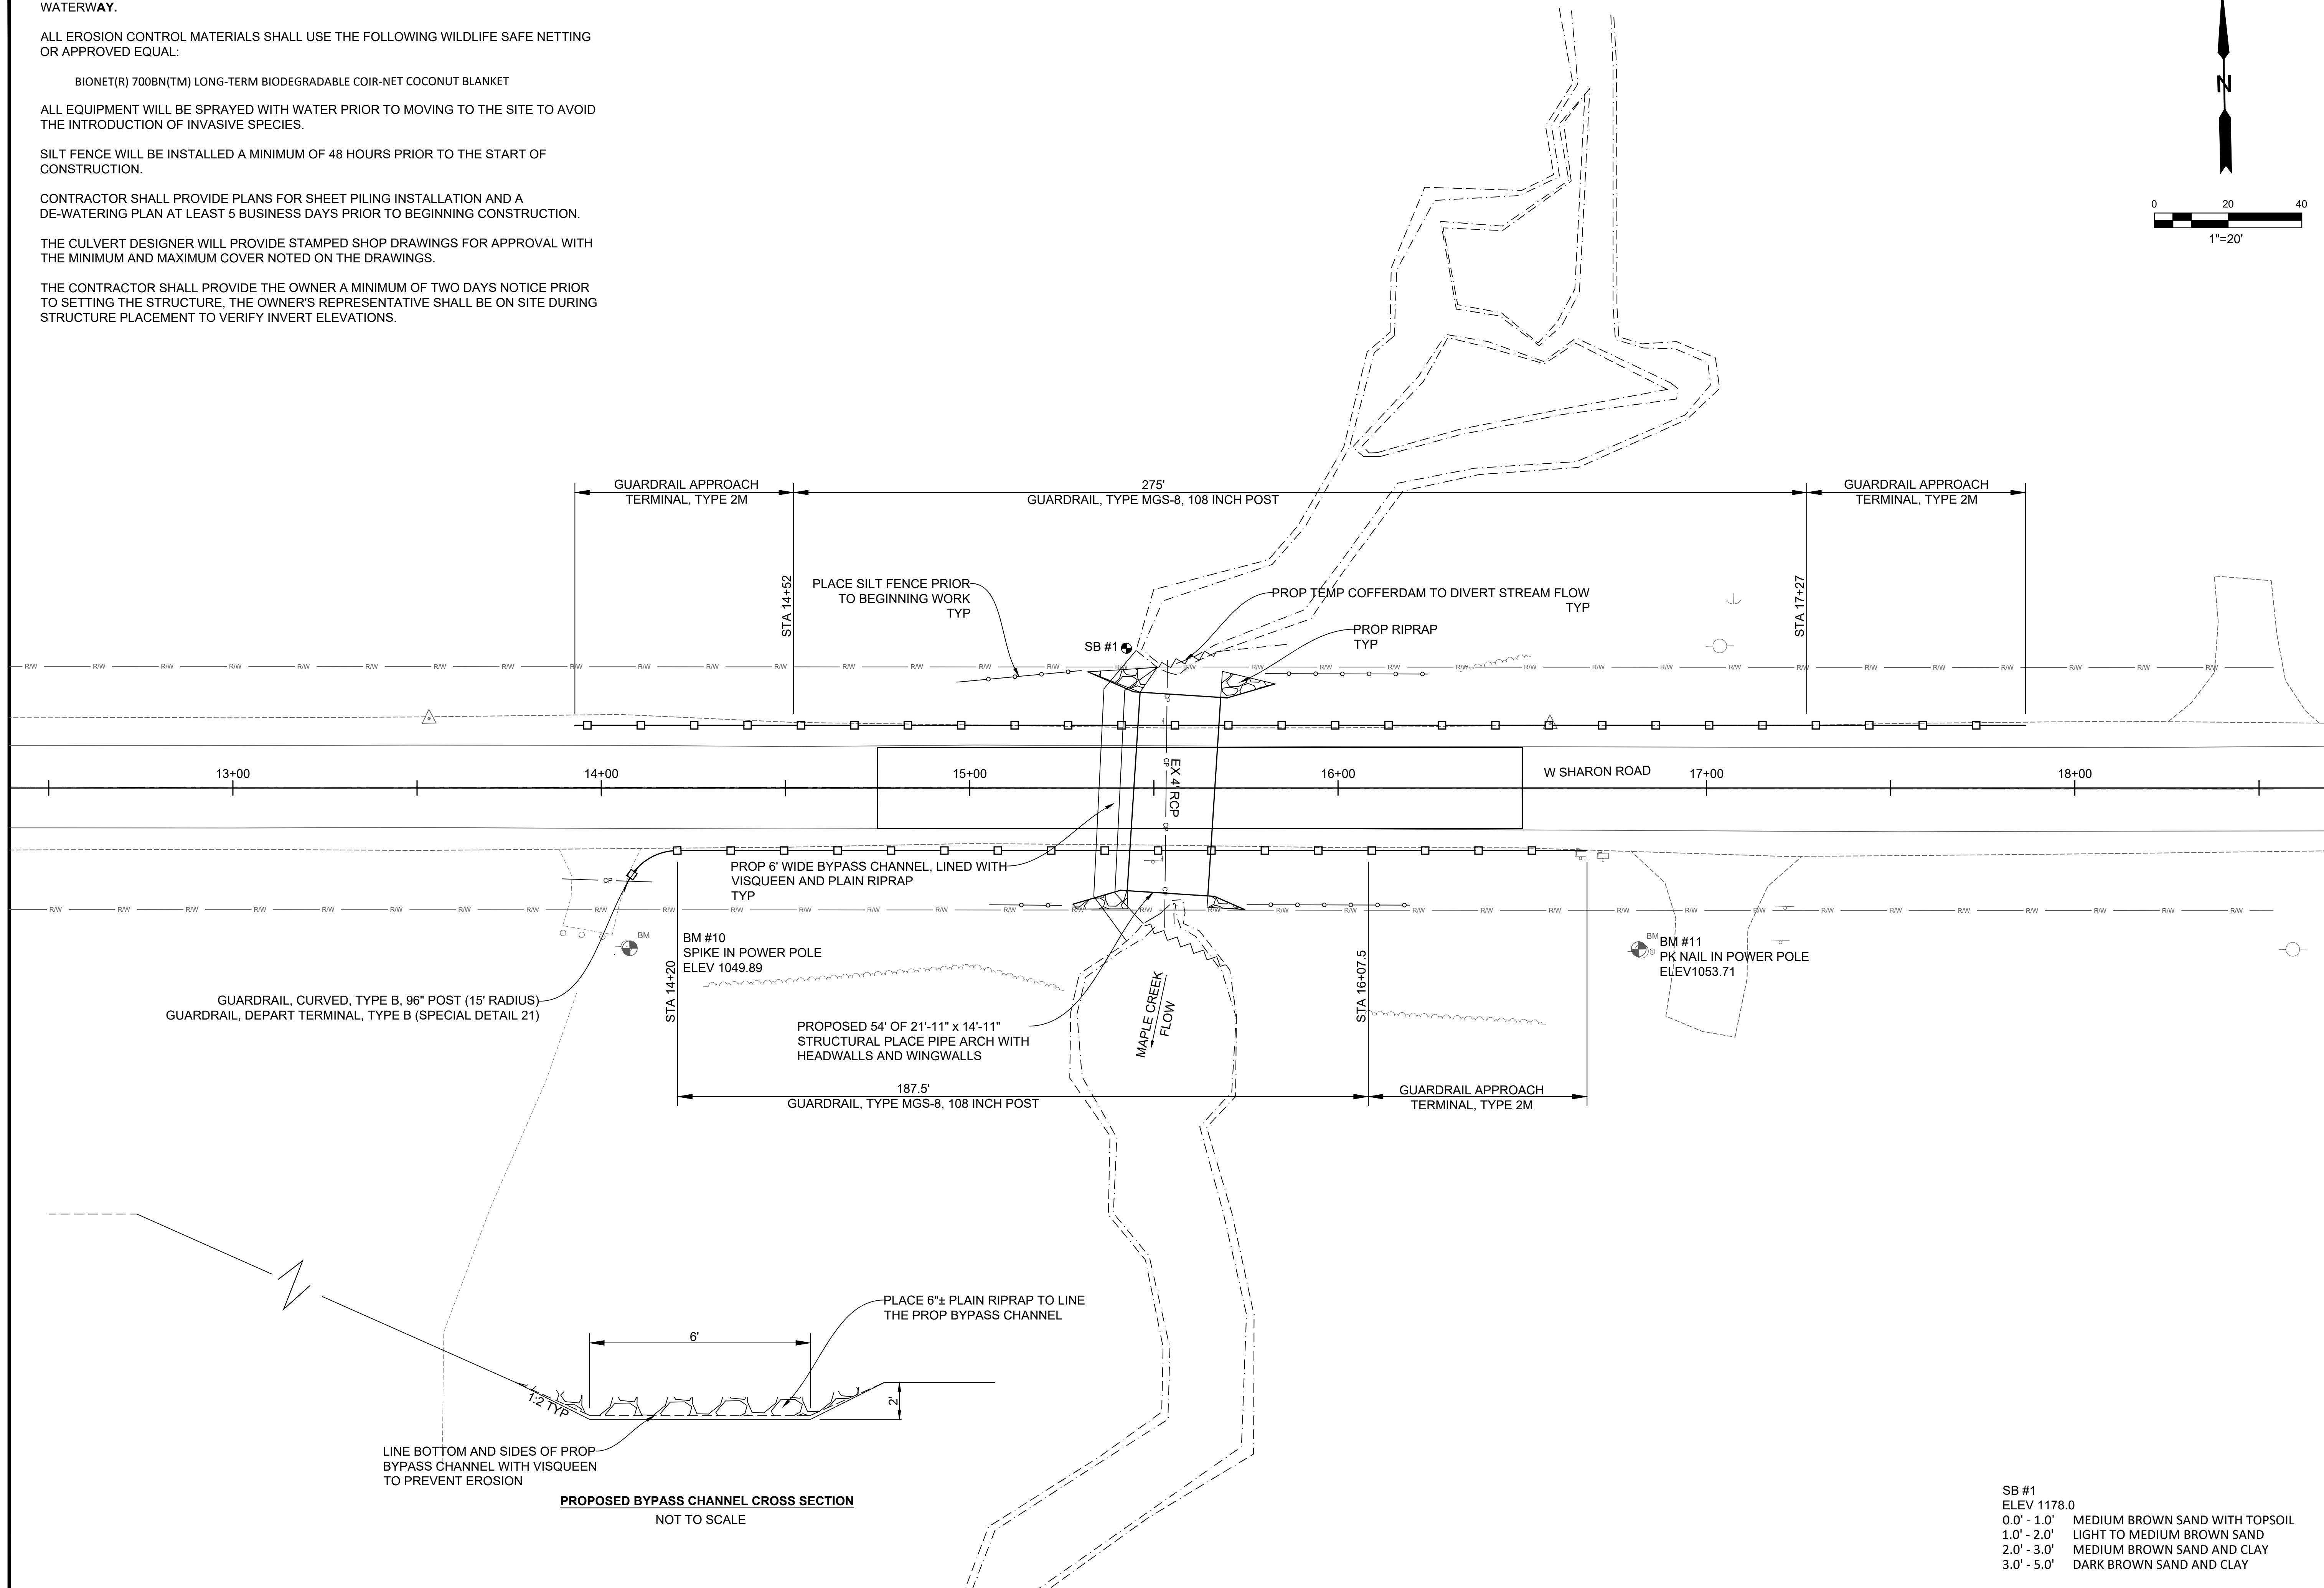 WATERWAY.
ALL EROSION CONTROL MATERIALS SHALL USE THE FOLLOWING WILDLIFE SAFE NETTING
OR APPROVED EQUAL:
BIONET(R) 700BN(TM) LONG-TERM BIODEGRADABLE COIR-NET COCONUT BLANKET
ALL EQUIPMENT WILL BE SPRAYED WITH WATER PRIOR TO MOVING TO THE SITE TO AVOID
THE INTRODUCTION OF INVASIVE SPECIES.
SILT FENCE WILL BE INSTALLED A MINIMUM OF 48 HOURS PRIOR TO THE START OF
CONSTRUCTION.
CONTRACTOR SHALL PROVIDE PLANS FOR SHEET PILING INSTALLATION AND A
DE-WATERING PLAN AT LEAST 5 BUSINESS DAYS PRIOR TO BEGINNING CONSTRUCTION.
THE CULVERT DESIGNER WILL PROVIDE STAMPED SHOP DRAWINGS FOR APPROVAL WITH
THE MINIMUM AND MAXIMUM COVER NOTED ON THE DRAWINGS.
THE CONTRACTOR SHALL PROVIDE THE OWNER A MINIMUM OF TWO DAYS NOTICE PRIOR
TO SETTING THE STRUCTURE, THE OWNER'S REPRESENTATIVE SHALL BE ON SITE DURING
STRUCTURE PLACEMENT TO VERIFY INVERT ELEVATIONS.
N
0 20 40
1"=20'
GUARDRAIL APPROACH
TERMINAL, TYPE 2M
275'
GUARDRAIL, TYPE MGS-8, 108 INCH POST
GUARDRAIL APPROACH
TERMINAL, TYPE 2M
STA 14+52
STA 17+27
PLACE SILT FENCE PRIOR
TO BEGINNING WORK
TYP
PROP TEMP COFFERDAM TO DIVERT STREAM FLOW
TYP
PROP RIPRAP
TYP
SB #1
R/W R/W R/W R/W R/W R/W R/W R/W R/W R/W R/W R/W R/W R/W R/W R/W R/W R/W R/W R/W R/W R/W R/W R/W R/W R/W R/W R/W R/W R/W R/W R/W R/W
13+00 14+00 15+00 16+00 17+00 18+00
W SHARON ROAD
EX 4' RCP
CP
CP
CP
CP
PROP 6' WIDE BYPASS CHANNEL, LINED WITH
VISQUEEN AND PLAIN RIPRAP
TYP
CP
R/W R/W R/W R/W R/W R/W R/W R/W R/W R/W R/W R/W R/W R/W R/W R/W R/W R/W R/W R/W R/W R/W R/W R/W R/W R/W R/W R/W R/W R/W R/W R/W R/W
BM
BM #10
SPIKE IN POWER POLE
ELEV 1049.89
BM
BM #11
PK NAIL IN POWER POLE
ELEV1053.71
STA 14+20
STA 16+07.5
GUARDRAIL, CURVED, TYPE B, 96" POST (15' RADIUS)
GUARDRAIL, DEPART TERMINAL, TYPE B (SPECIAL DETAIL 21)
PROPOSED 54' OF 21'-11" x 14'-11"
STRUCTURAL PLACE PIPE ARCH WITH
HEADWALLS AND WINGWALLS
MAPLE CREEK
FLOW
187.5'
GUARDRAIL, TYPE MGS-8, 108 INCH POST
GUARDRAIL APPROACH
TERMINAL, TYPE 2M
PLACE 6"± PLAIN RIPRAP TO LINE
THE PROP BYPASS CHANNEL
6'
2'
1:2 TYP
LINE BOTTOM AND SIDES OF PROP
BYPASS CHANNEL WITH VISQUEEN
TO PREVENT EROSION
PROPOSED BYPASS CHANNEL CROSS SECTION
NOT TO SCALE
SB #1
ELEV 1178.0
0.0' - 1.0' MEDIUM BROWN SAND WITH TOPSOIL
1.0' - 2.0' LIGHT TO MEDIUM BROWN SAND
2.0' - 3.0' MEDIUM BROWN SAND AND CLAY
3.0' - 5.0' DARK BROWN SAND AND CLAY